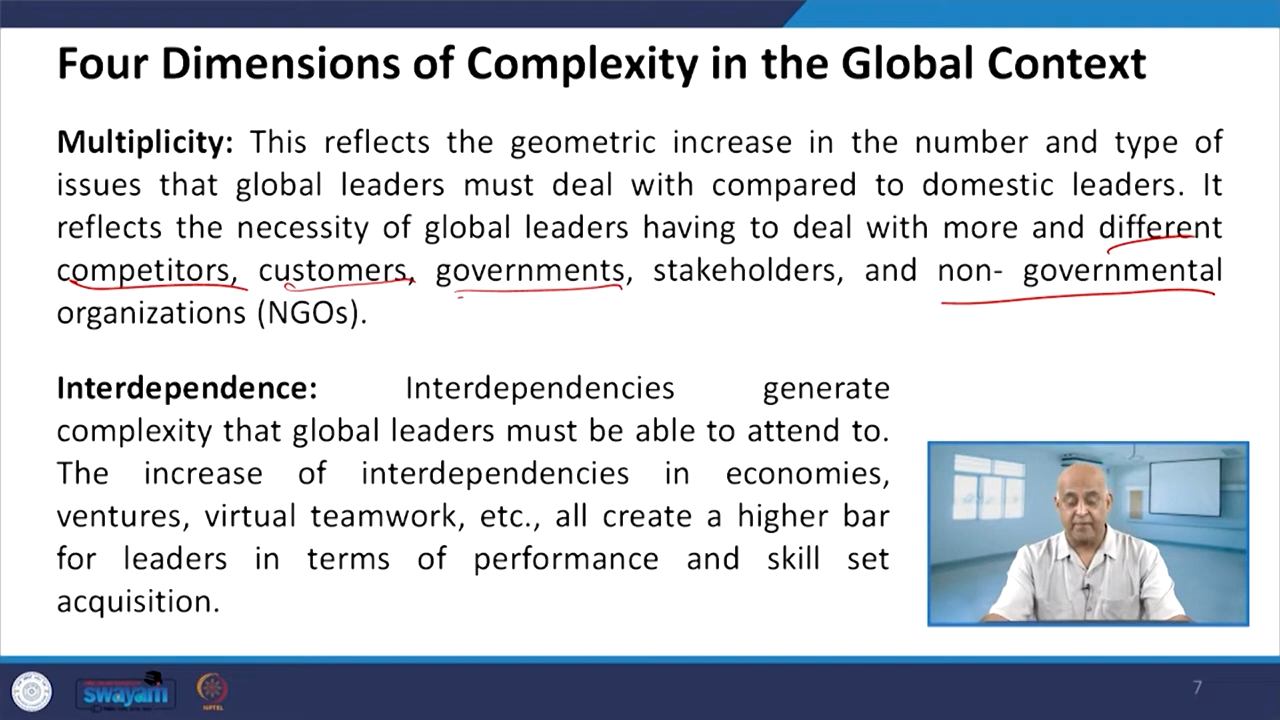 Four Dimensions of Complexity in the Global Context
Multiplicity: This reflects the geometric increase in the number and type of
issues that global leaders must deal with compared to domestic leaders. It
reflects the necessity of global leaders having to deal with more and different
competitors, customers, governments, stakeholders, and non- governmental
organizations (NGOs).
Interdependence: Interdependencies generate
complexity that global leaders must be able to attend to.
The increase of interdependencies in economies,
ventures, virtual teamwork, etc., all create a higher bar
for leaders in terms of performance and skill set
acquisition.
swayam
NPTEL
7